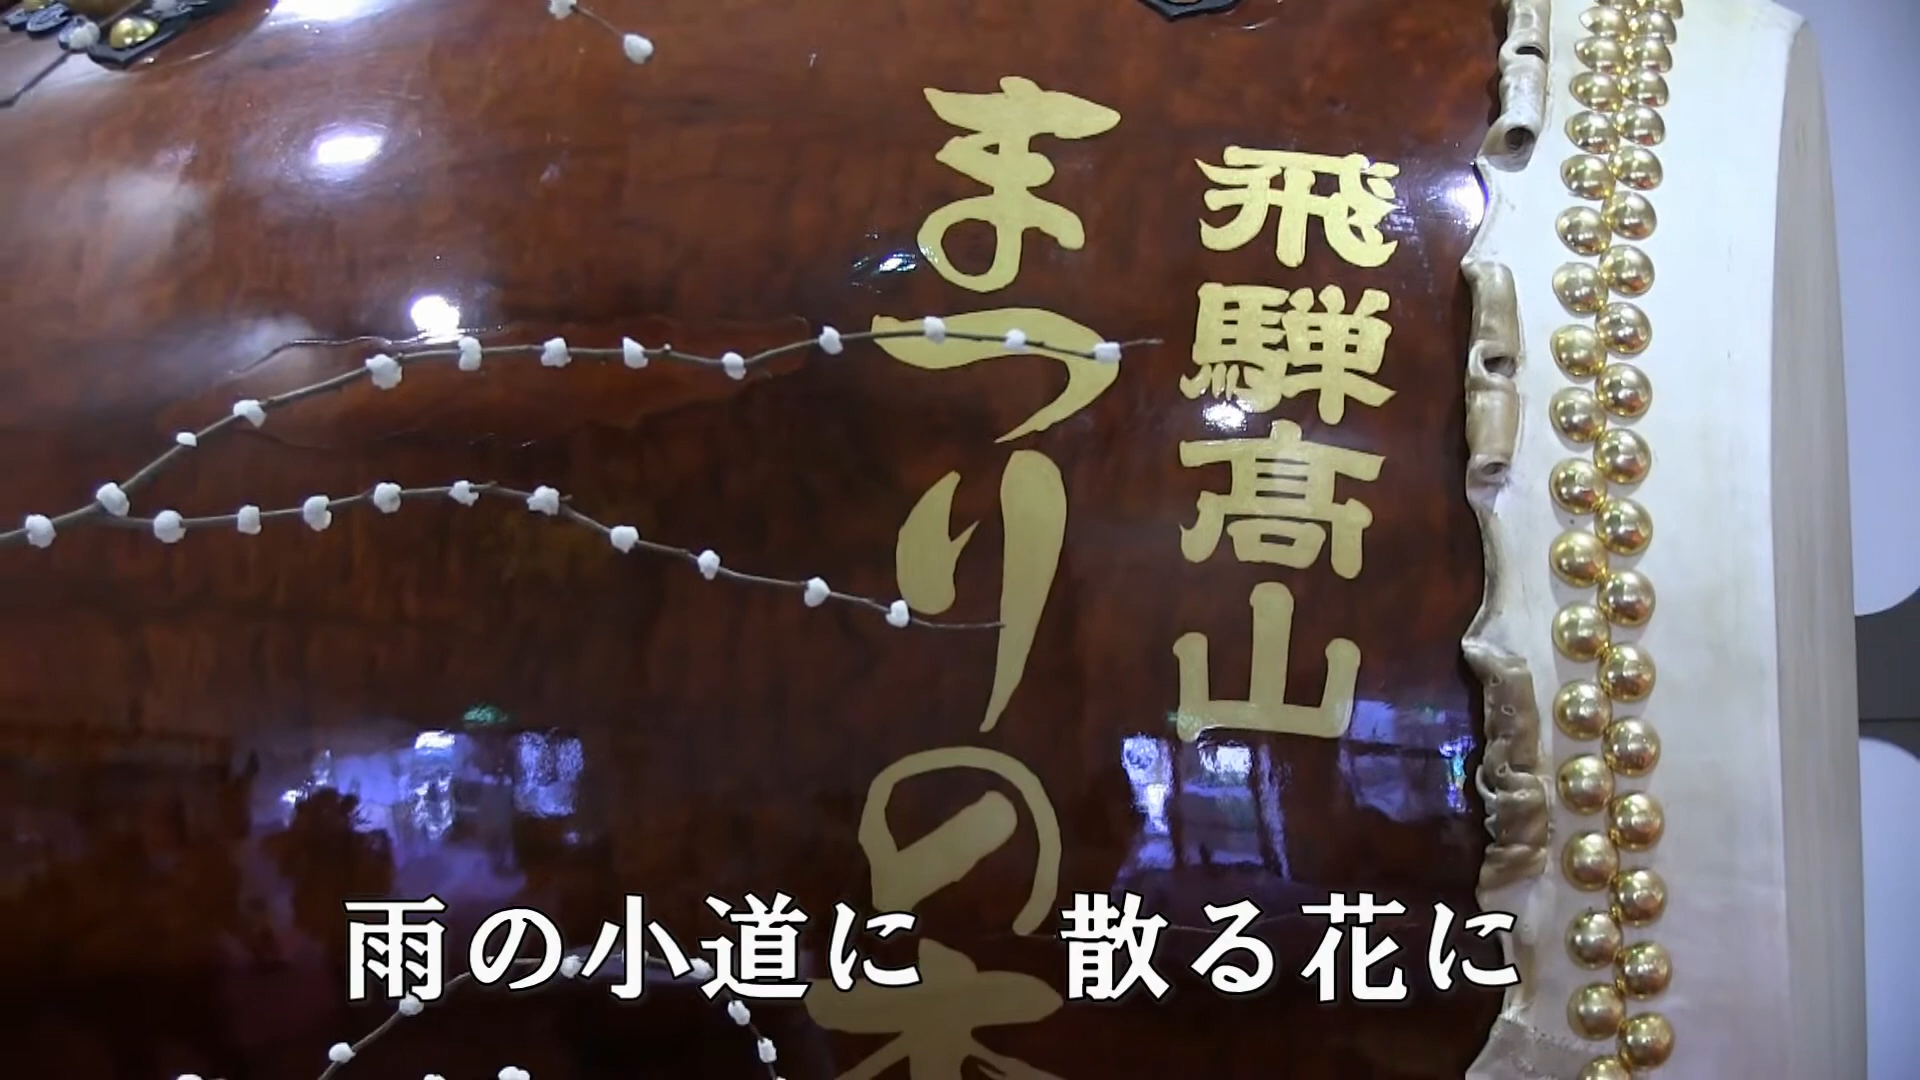 飛騨高山
まつりの
雨の小道に　散る花に